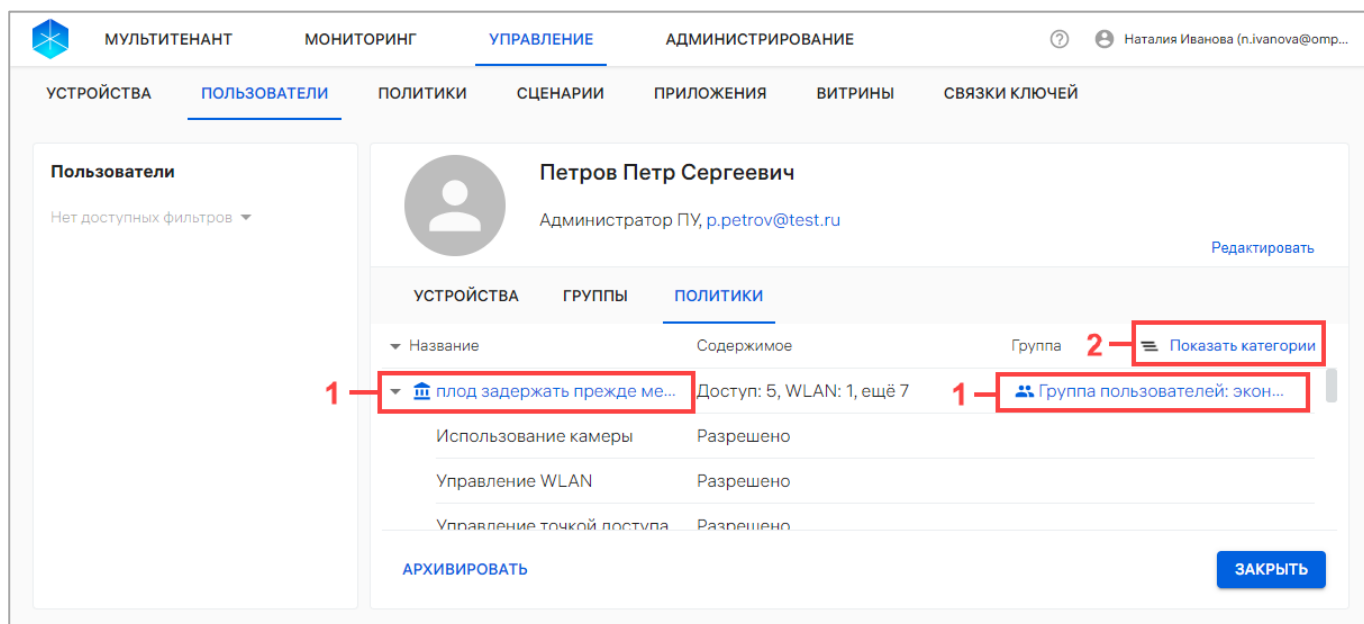 МУЛЬТИТЕНАНТ МОНИТОРИНГ УПРАВЛЕНИЕ АДМИНИСТРИРОВАНИЕ Наталия Иванова (n.ivanova@omp...
УСТРОЙСТВА ПОЛЬЗОВАТЕЛИ ПОЛИТИКИ СЦЕНАРИИ ПРИЛОЖЕНИЯ ВИТРИНЫ СВЯЗКИ КЛЮЧЕЙ
Пользователи
Нет доступных фильтров
Петров Петр Сергеевич
Администратор ПУ, p.petrov@test.ru
Редактировать
УСТРОЙСТВА ГРУППЫ ПОЛИТИКИ
Название Содержимое Группа 2 Показать категории
1 плод задержать прежде ме... Доступ: 5, WLAN: 1, ещё 7 1 Группа пользователей: экон...
Использование камеры Разрешено
Управление WLAN Разрешено
Управление точкой доступа Разрешено
АРХИВИРОВАТЬ ЗАКРЫТЬ